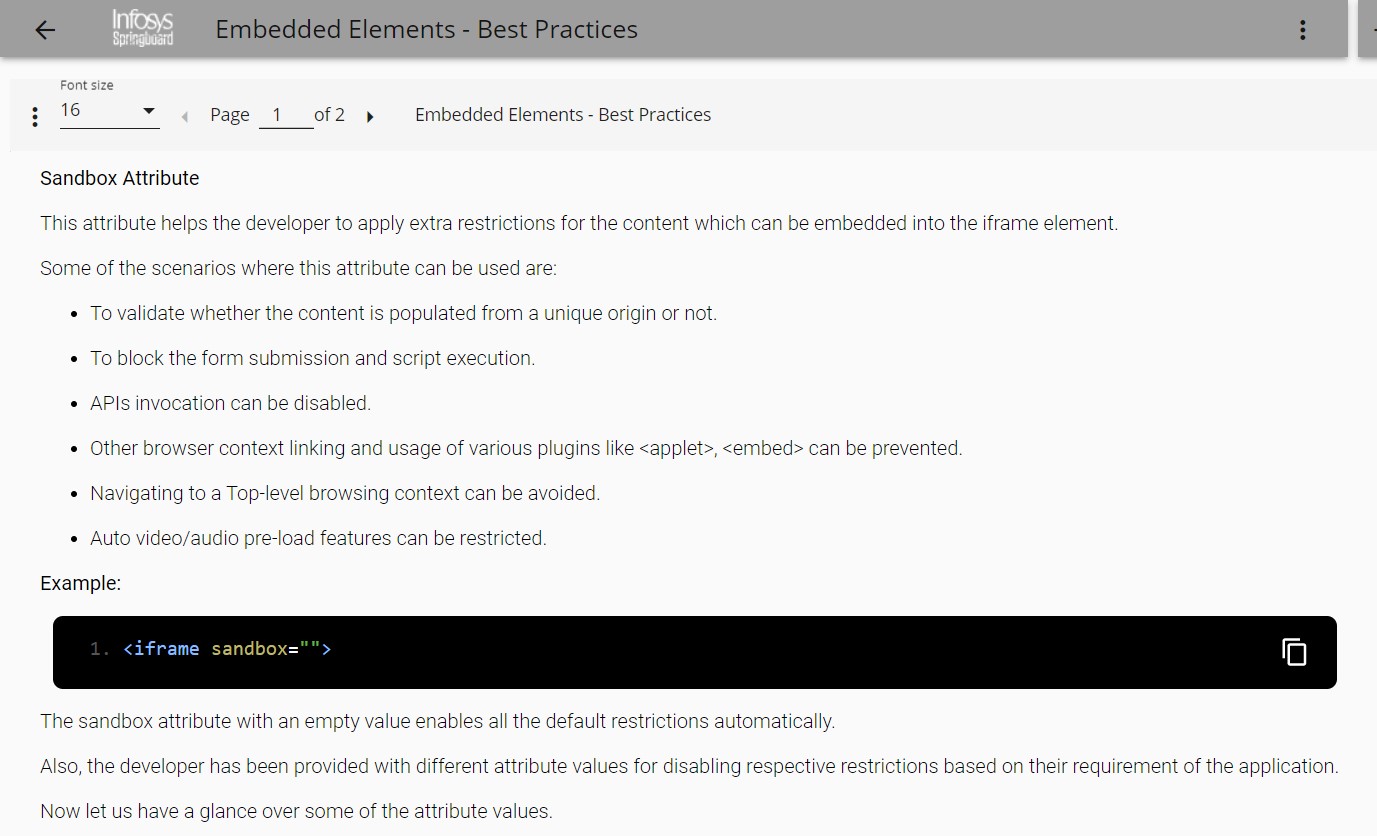 Infosys
Springboard
Embedded Elements - Best Practices
Font size
16
Page 1 of 2
Embedded Elements - Best Practices
Sandbox Attribute
This attribute helps the developer to apply extra restrictions for the content which can be embedded into the iframe element.
Some of the scenarios where this attribute can be used are:
• To validate whether the content is populated from a unique origin or not.
• To block the form submission and script execution.
• APIs invocation can be disabled.
• Other browser context linking and usage of various plugins like <applet>, <embed> can be prevented.
• Navigating to a Top-level browsing context can be avoided.
• Auto video/audio pre-load features can be restricted.
Example:
1. <iframe sandbox="">
The sandbox attribute with an empty value enables all the default restrictions automatically.
Also, the developer has been provided with different attribute values for disabling respective restrictions based on their requirement of the application.
Now let us have a glance over some of the attribute values.